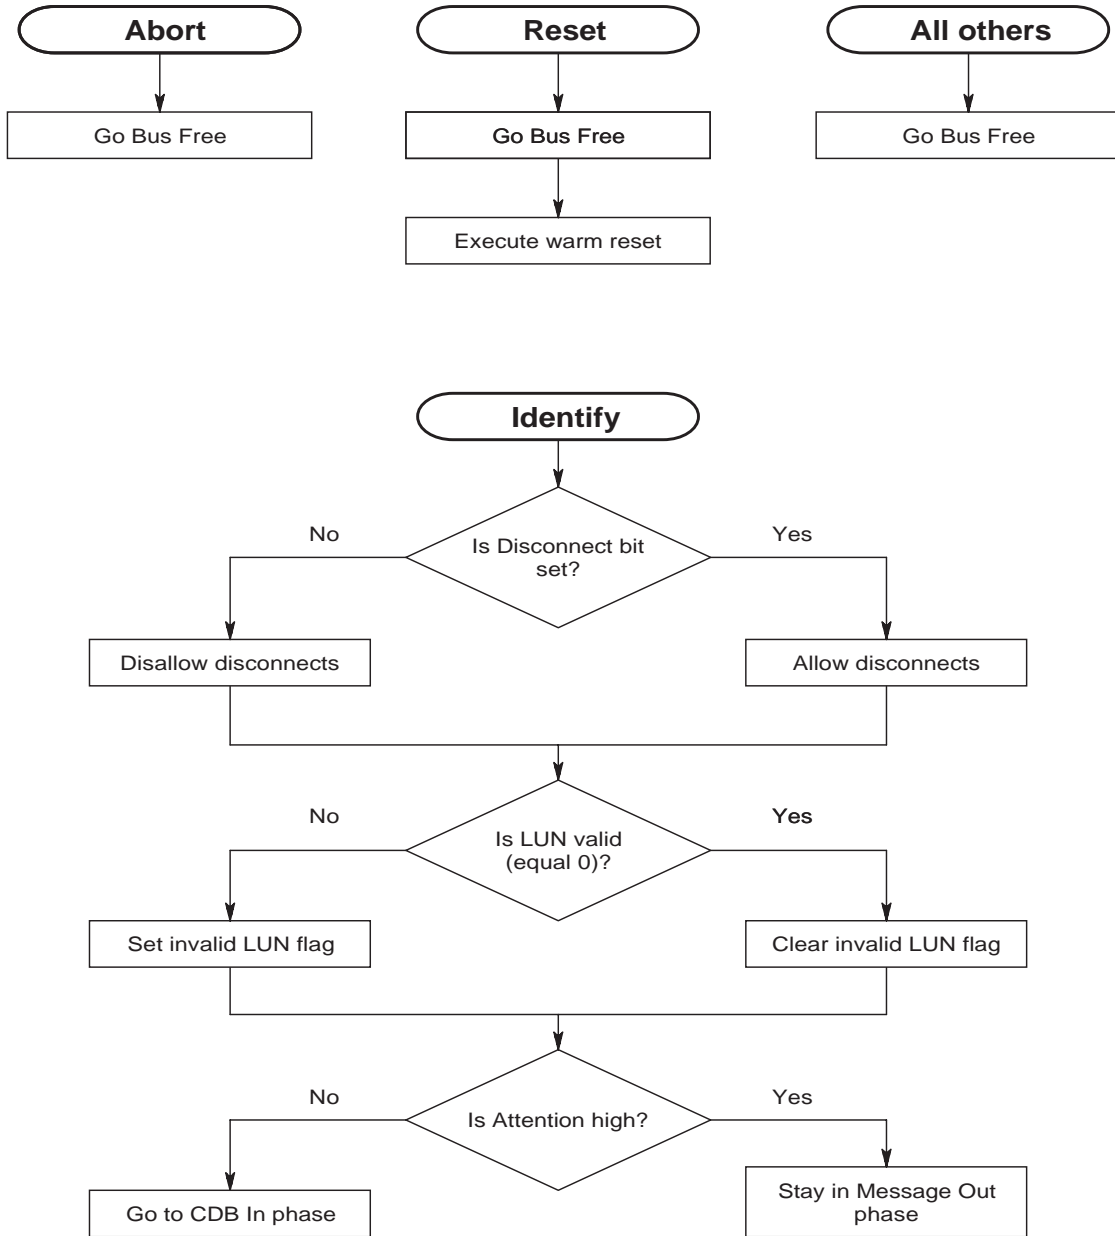 Abort
Reset
All others
Go Bus Free
Go Bus Free
Go Bus Free
Execute warm reset
Identify
No
Is Disconnect bit
set?
Yes
Disallow disconnects
Allow disconnects
No
Is LUN valid
(equal 0)?
Yes
Set invalid LUN flag
Clear invalid LUN flag
No
Is Attention high?
Yes
Go to CDB In phase
Stay in Message Out
phase